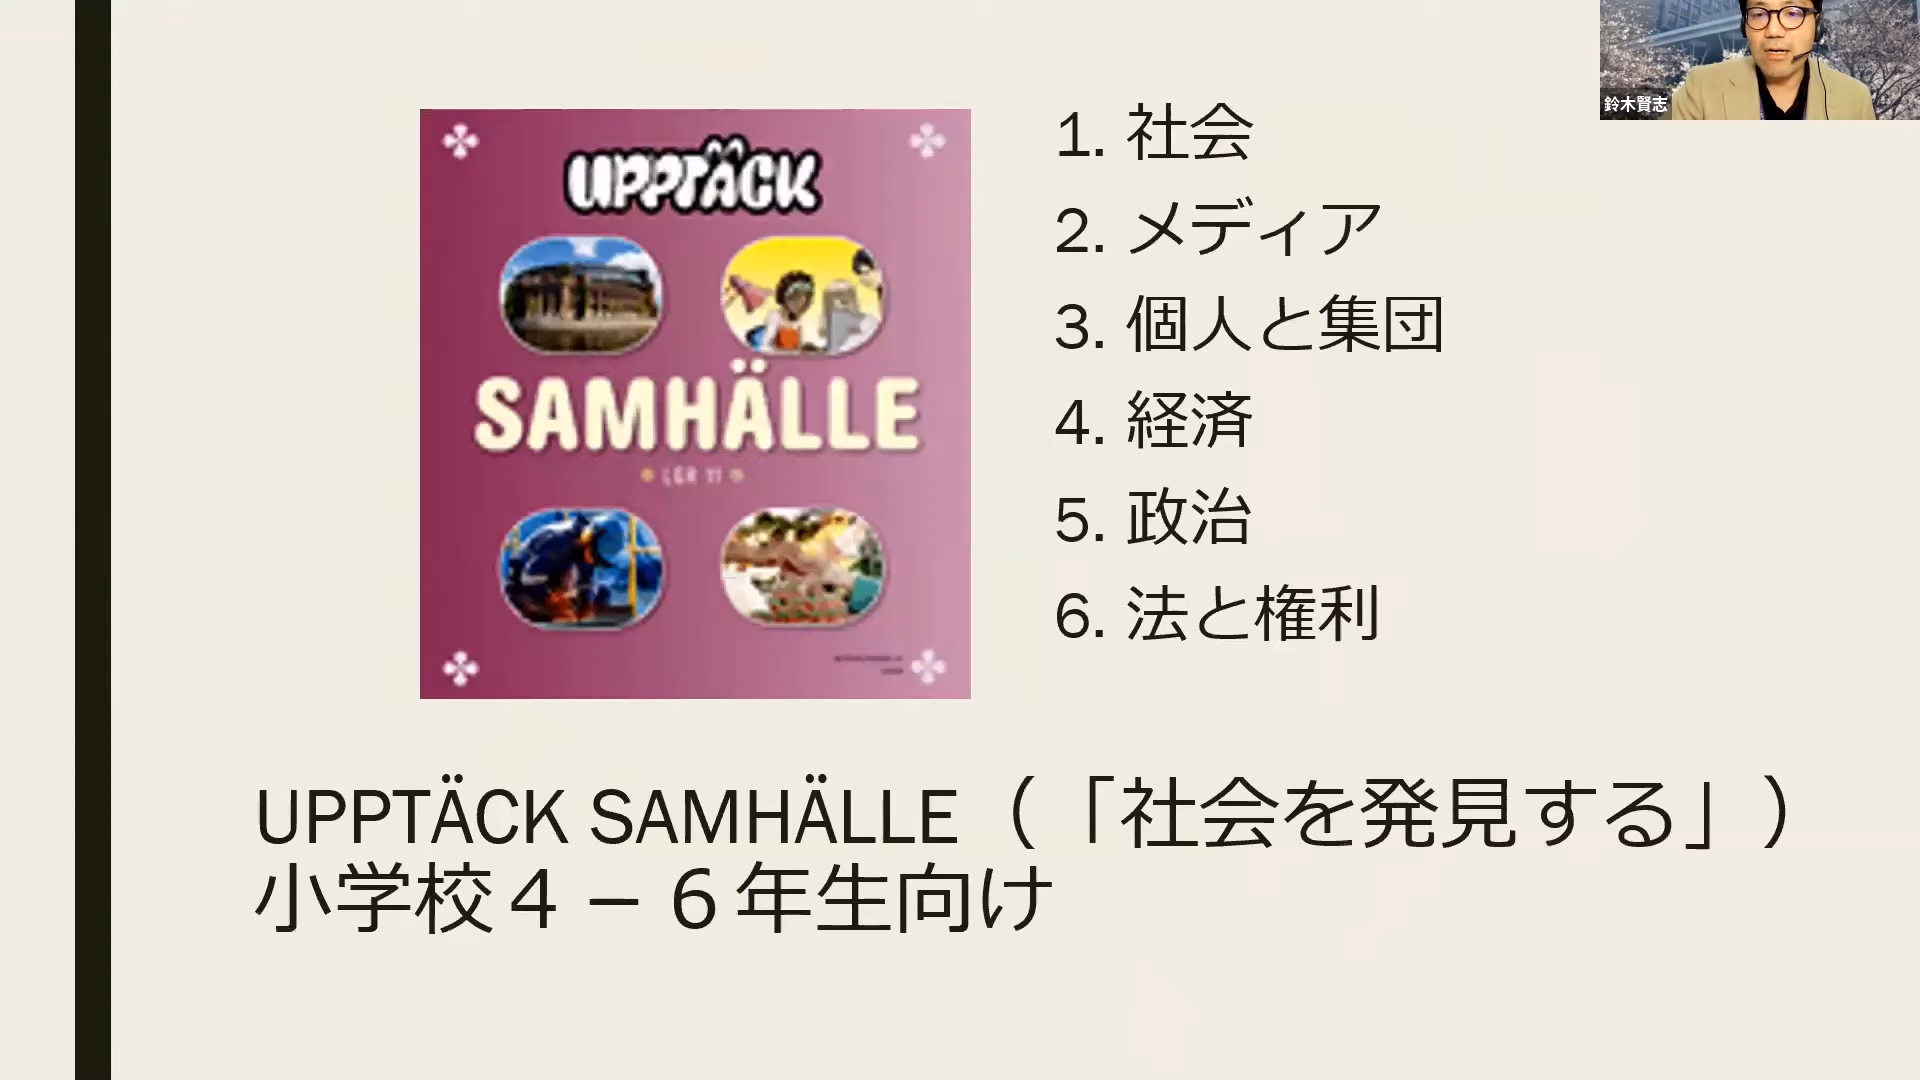 鈴木賢志
UPPTÄCK
SAMHÄLLE
LGR 11
1. 社会
2. メディア
3. 個人と集団
4. 経済
5. 政治
6. 法と権利
UPPTÄCK SAMHÄLLE（「社会を発見する」）
小学校４－６年生向け